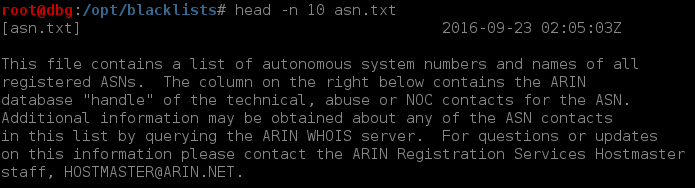 root@dbg:/opt/blacklists# head -n 10 asn.txt
[asn.txt] 2016-09-23 02:05:03Z
This file contains a list of autonomous system numbers and names of all
registered ASNs.  The column on the right below contains the ARIN
database "handle" of the technical, abuse or NOC contacts for the ASN.
Additional information may be obtained about any of the ASN contacts
in this list by querying the ARIN WHOIS server.  For questions or updates
on this information please contact the ARIN Registration Services Hostmaster
staff, HOSTMASTER@ARIN.NET.